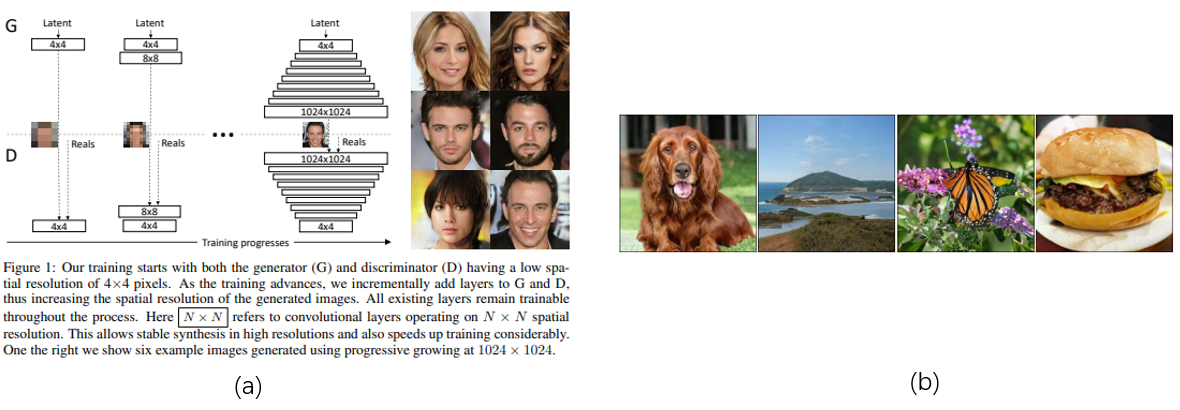 G
Latent
Latent
Latent
4x4
4x4
4x4
8x8
1024x1024
Reals
Reals
Reals
D
1024x1024
8x8
4x4
4x4
4x4
Training progresses
Figure 1: Our training starts with both the generator (G) and discriminator (D) having a low spa-
tial resolution of 4×4 pixels. As the training advances, we incrementally add layers to G and D,
thus increasing the spatial resolution of the generated images. All existing layers remain trainable
throughout the process. Here N × N refers to convolutional layers operating on N × N spatial
resolution. This allows stable synthesis in high resolutions and also speeds up training considerably.
One the right we show six example images generated using progressive growing at 1024 × 1024.
(a)
(b)